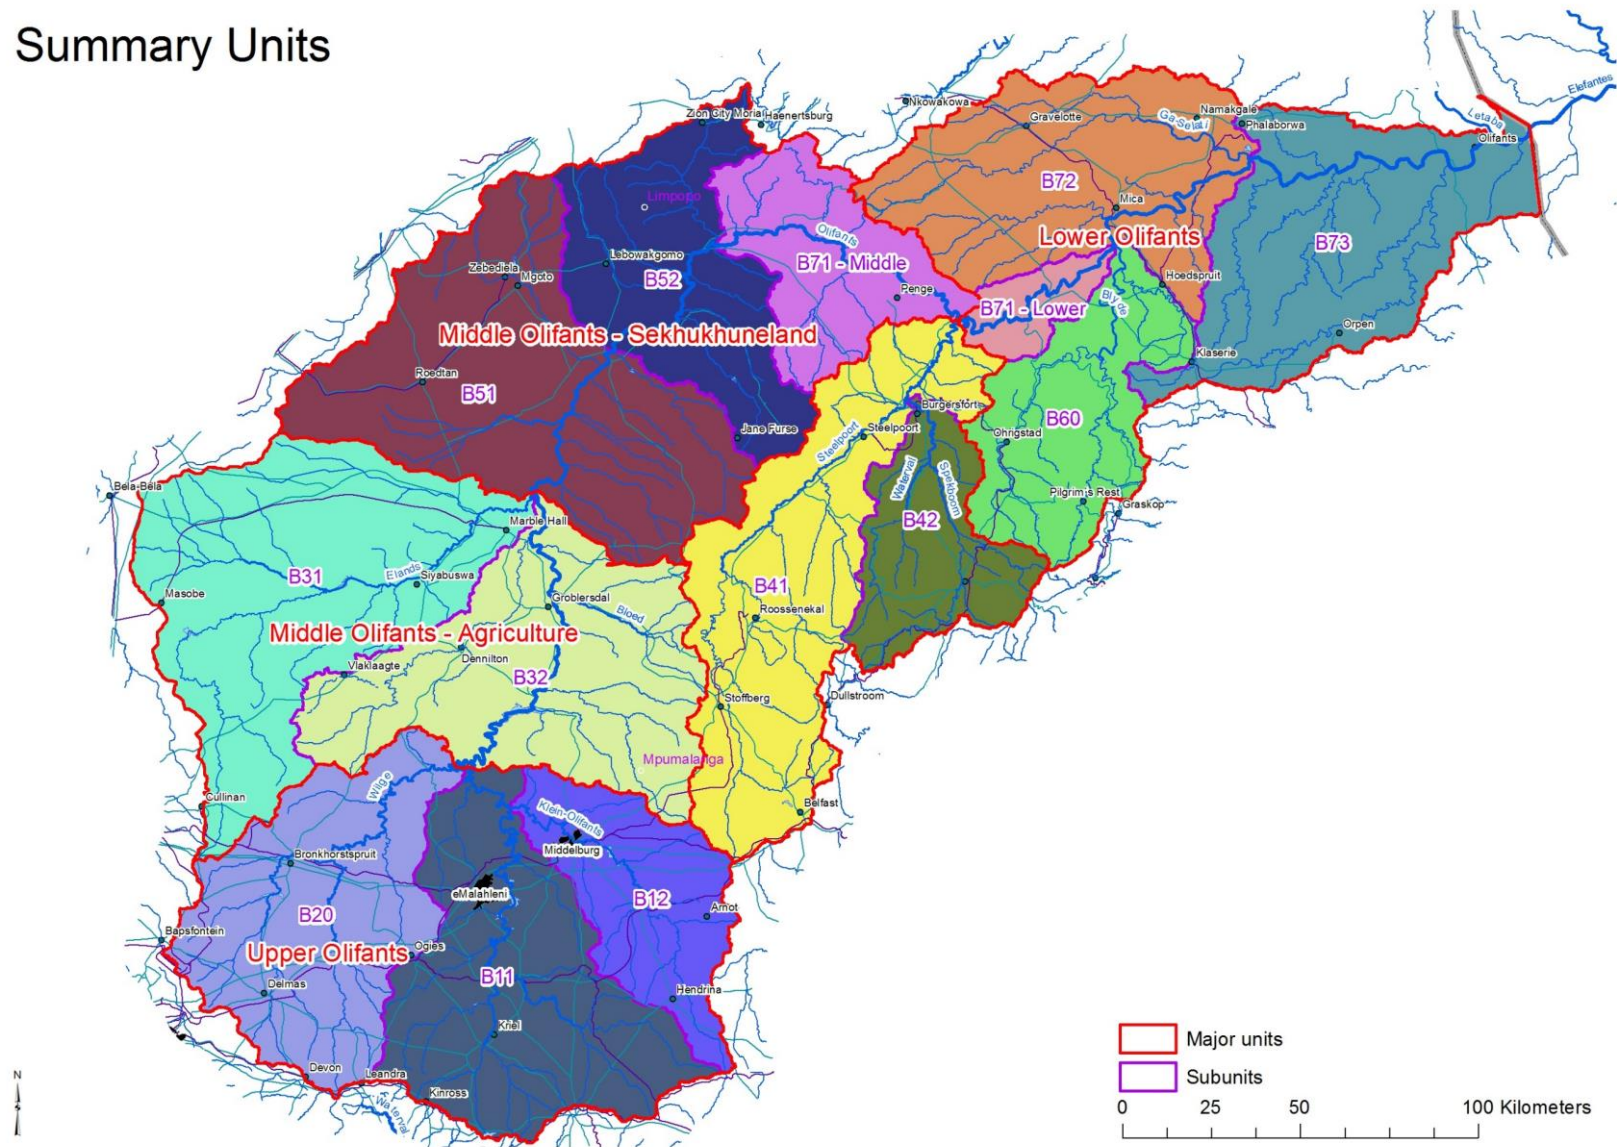 Summary Units
Elefantes
Letaba
Olifants
Nkowakowa
Namakgale
Gravelotte
Ga-Selati
Phalaborwa
Zion City Moria
Haenertsburg
Limpopo
B72
Mica
Lower Olifants
B73
Olifants
Lebowakgomo
B52
B71 - Middle
Zebediela
Mgoto
Penge
Hoedspruit
Blyde
B71 - Lower
Middle Olifants - Sekhukhuneland
Orpen
Klaserie
Roedtan
B51
Burgersfort
B60
Jane Furse
Steelpoort
Steelpoort
Ohrigstad
Bela-Bela
Waterval
Spekboom
Pilgrim's Rest
Graskop
Marble Hall
B42
Elands
Siyabuswa
B31
B41
Masobe
Groblersdal
Bloed
Roossenekal
Middle Olifants - Agriculture
Dennilton
Vlaklaagte
B32
Stoffberg
Dullstroom
Mpumalanga
Wilge
Cullinan
Klein-Olifants
Belfast
Bronkhorstspruit
Middelburg
eMalahleni
B20
B12
Arnot
Bapsfontein
Upper Olifants
Ogies
B11
Delmas
Hendrina
Kriel
Devon
Leandra
Kinross
Waterval
N
Major units
Subunits
0 25 50 100 Kilometers